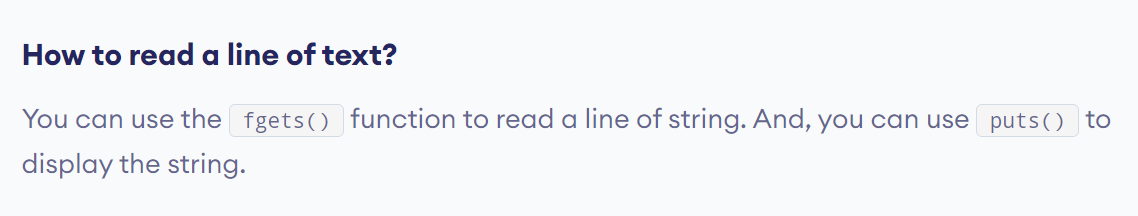 How to read a line of text?
You can use the fgets() function to read a line of string. And, you can use puts() to
display the string.